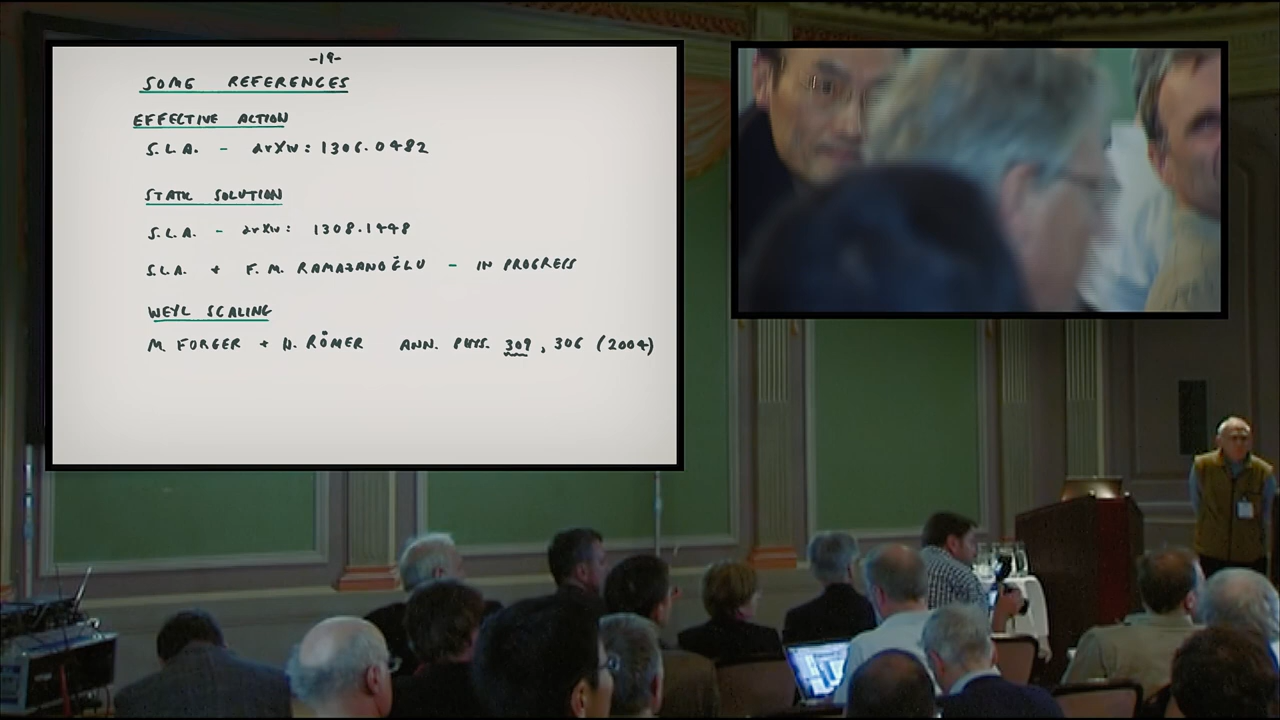 -19-
SOME REFERENCES
EFFECTIVE ACTION
S.L.A. - arXiv: 1306.0482
STATIC SOLUTION
S.L.A. - arXiv: 1308.1448
S.L.A. + F. M. RAMAZANOĞLU - IN PROGRESS
WEYL SCALING
M. FORGER + H. RÖMER ANN. PHYS. 309, 306 (2004)